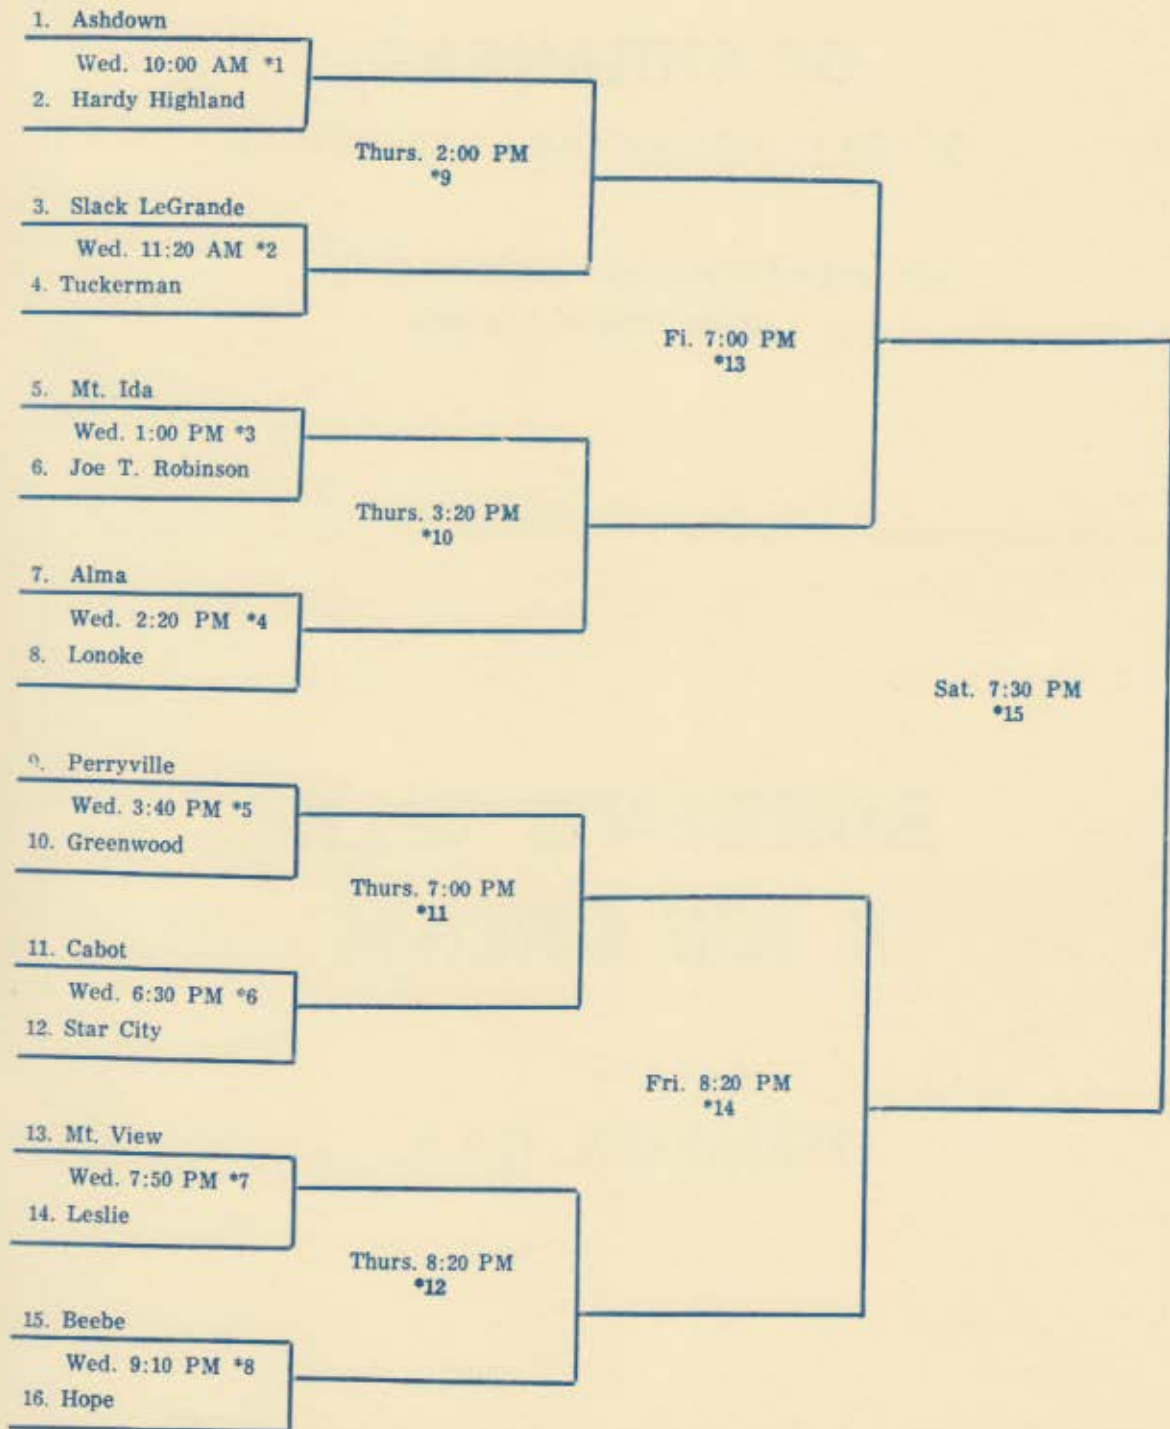 1. Ashdown
Wed. 10:00 AM *1
2. Hardy Highland
Thurs. 2:00 PM
*9
3. Slack LeGrande
Wed. 11:20 AM *2
4. Tuckerman
Fi. 7:00 PM
*13
5. Mt. Ida
Wed. 1:00 PM *3
6. Joe T. Robinson
Thurs. 3:20 PM
*10
7. Alma
Wed. 2:20 PM *4
8. Lonoke
Sat. 7:30 PM
*15
9. Perryville
Wed. 3:40 PM *5
10. Greenwood
Thurs. 7:00 PM
*11
11. Cabot
Wed. 6:30 PM *6
12. Star City
Fri. 8:20 PM
*14
13. Mt. View
Wed. 7:50 PM *7
14. Leslie
Thurs. 8:20 PM
*12
15. Beebe
Wed. 9:10 PM *8
16. Hope